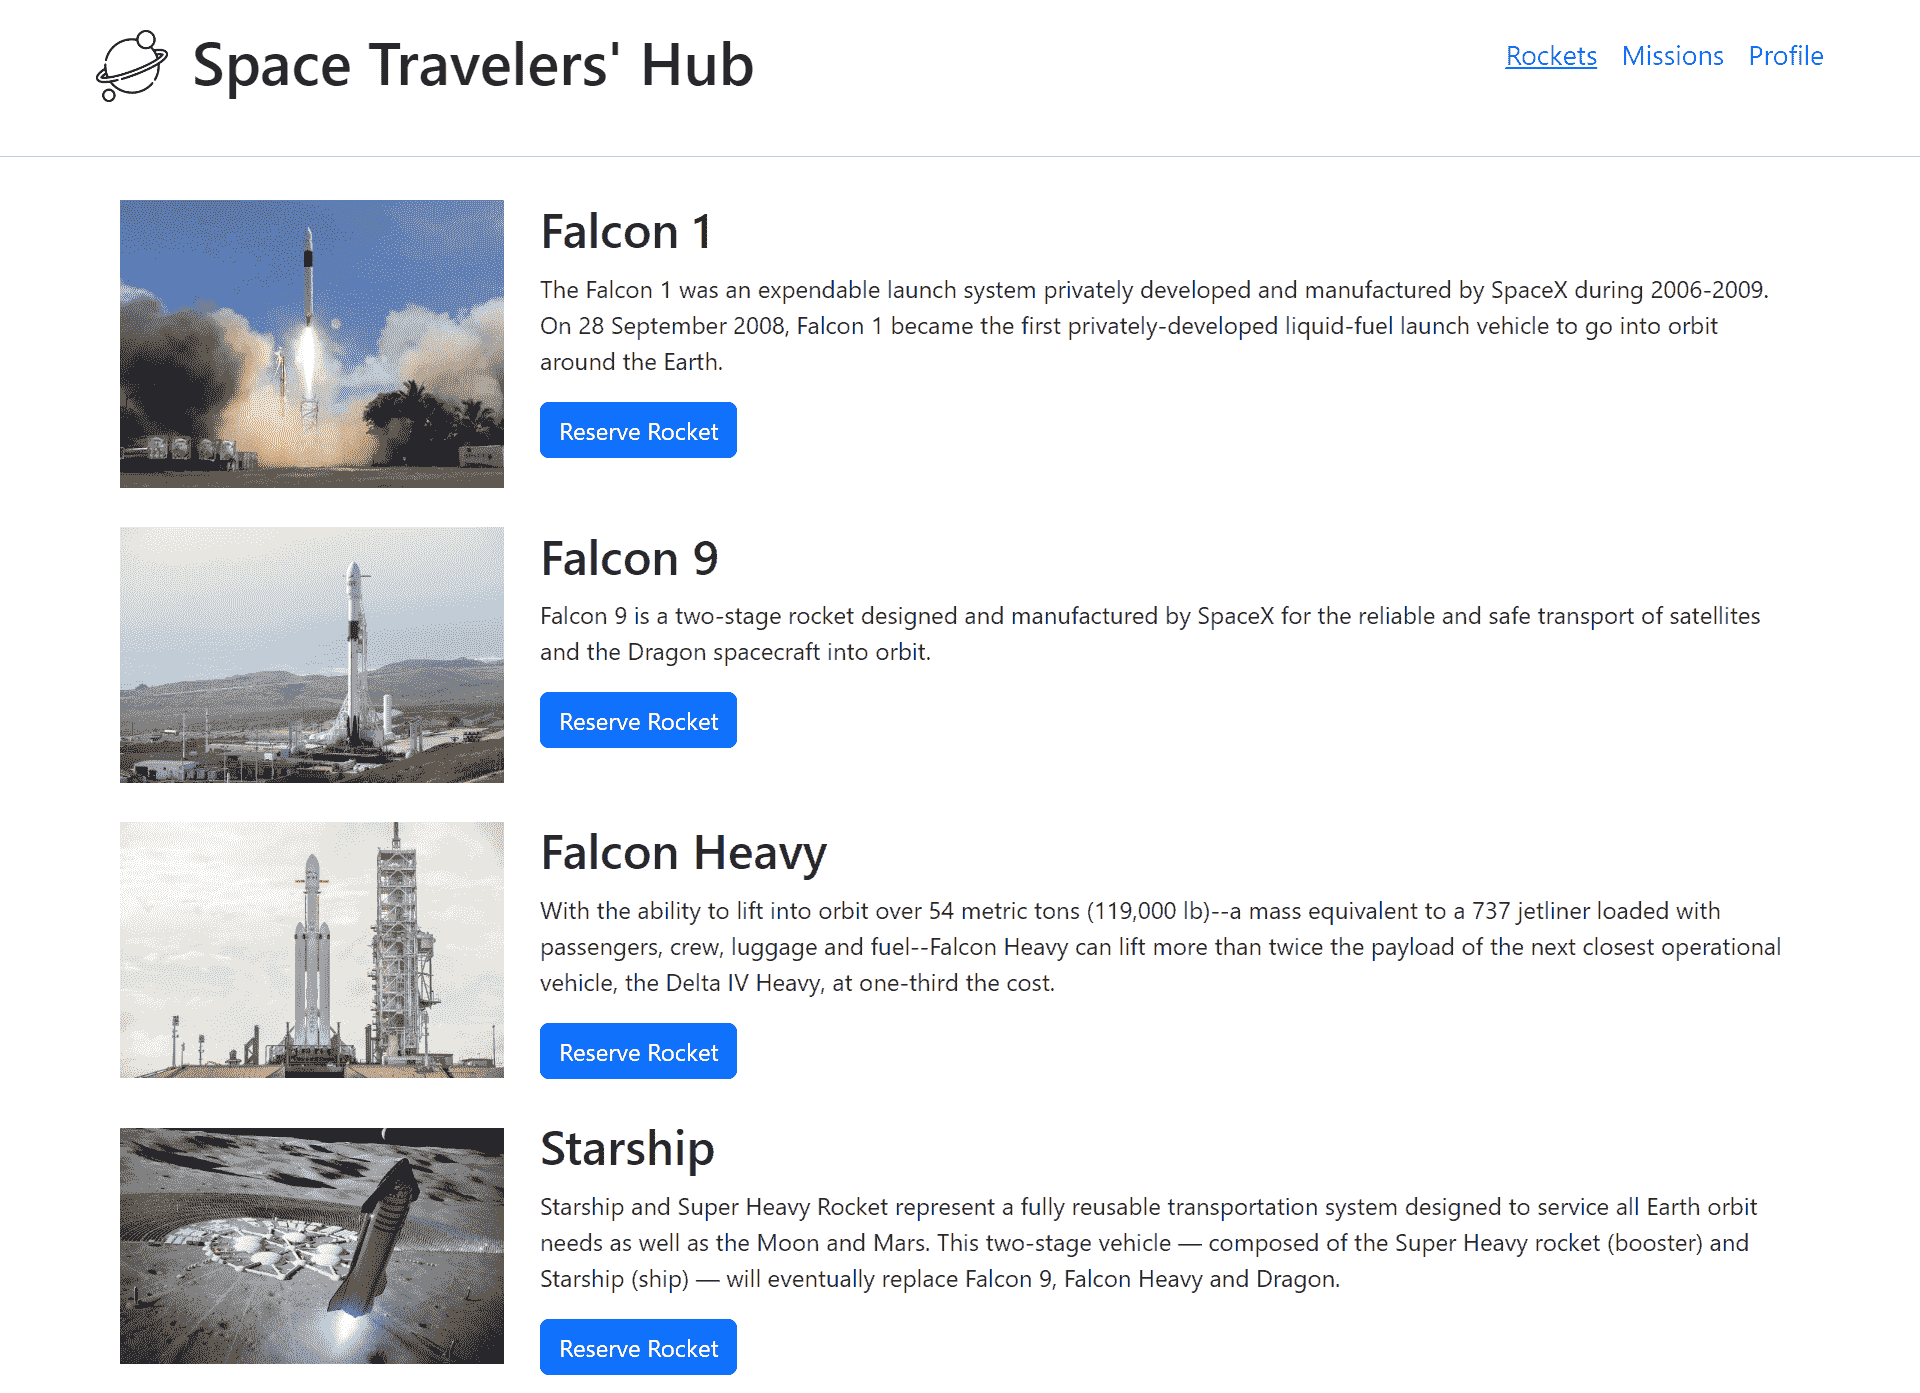 Space Travelers' Hub
Rockets Missions Profile
Falcon 1
The Falcon 1 was an expendable launch system privately developed and manufactured by SpaceX during 2006-2009.
On 28 September 2008, Falcon 1 became the first privately-developed liquid-fuel launch vehicle to go into orbit
around the Earth.
Reserve Rocket
Falcon 9
Falcon 9 is a two-stage rocket designed and manufactured by SpaceX for the reliable and safe transport of satellites
and the Dragon spacecraft into orbit.
Reserve Rocket
Falcon Heavy
With the ability to lift into orbit over 54 metric tons (119,000 lb)--a mass equivalent to a 737 jetliner loaded with
passengers, crew, luggage and fuel--Falcon Heavy can lift more than twice the payload of the next closest operational
vehicle, the Delta IV Heavy, at one-third the cost.
Reserve Rocket
Starship
Starship and Super Heavy Rocket represent a fully reusable transportation system designed to service all Earth orbit
needs as well as the Moon and Mars. This two-stage vehicle — composed of the Super Heavy rocket (booster) and
Starship (ship) — will eventually replace Falcon 9, Falcon Heavy and Dragon.
Reserve Rocket